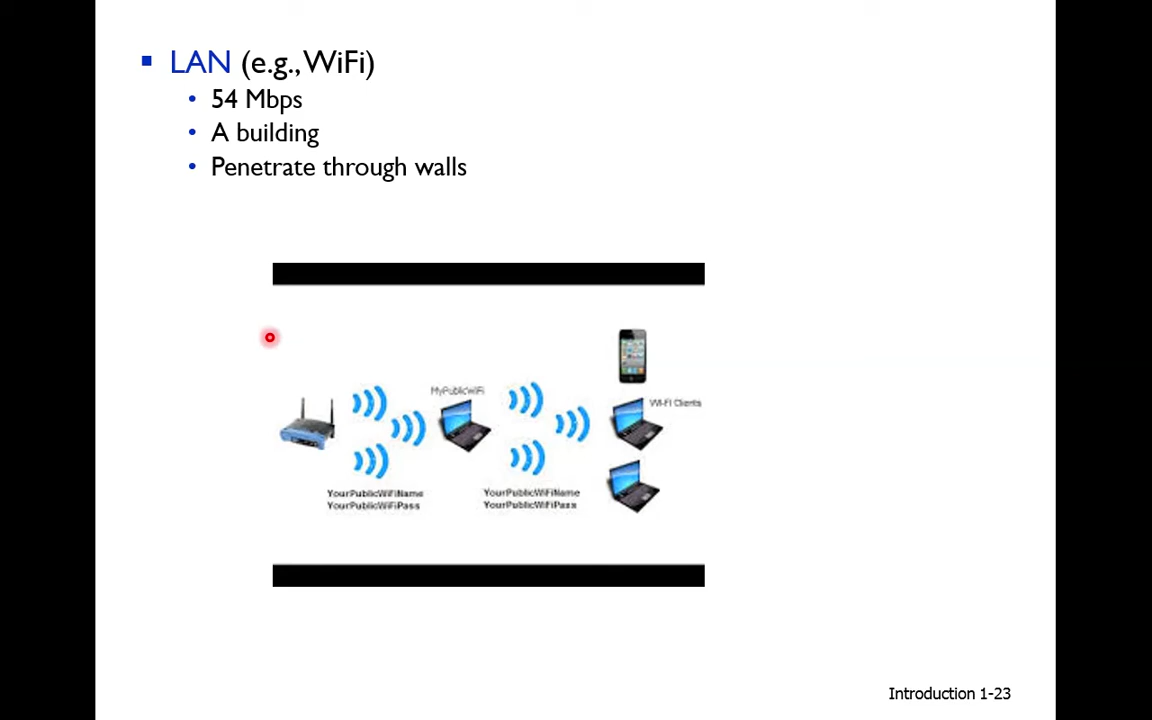 LAN (e.g., WiFi)
54 Mbps
A building
Penetrate through walls
MyPublicWiFi
Wi-Fi Clients
YourPublicWiFiName
YourPublicWiFiPass
YourPublicWiFiName
YourPublicWiFiPass
Introduction 1-23